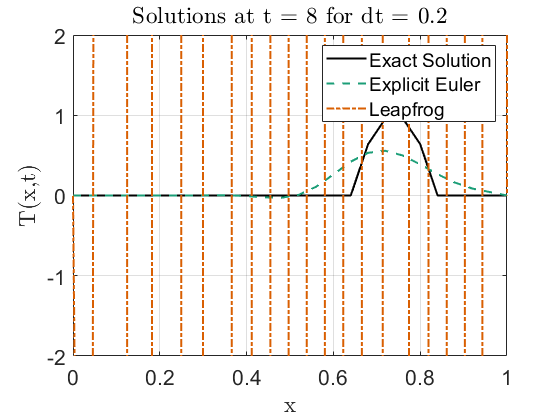 Solutions at t = 8 for dt = 0.2
Exact Solution
Explicit Euler
Leapfrog
T(x,t)
2
1
0
-1
-2
0
0.2
0.4
0.6
0.8
1
x